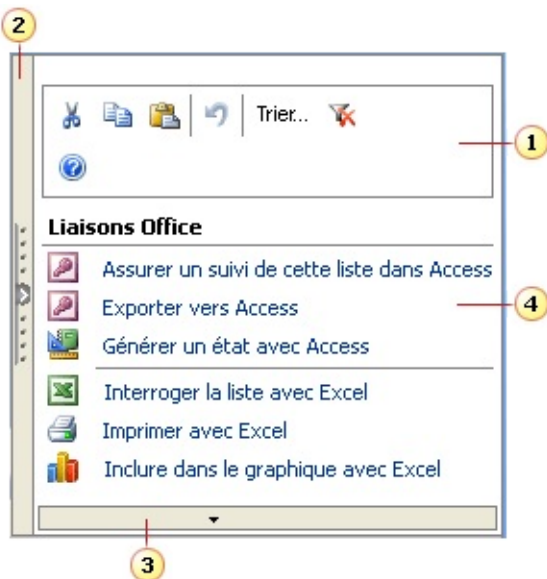 2
Trier...
1
Liaisons Office
Assurer un suivi de cette liste dans Access
Exporter vers Access
4
Générer un état avec Access
Interroger la liste avec Excel
Imprimer avec Excel
Inclure dans le graphique avec Excel
3